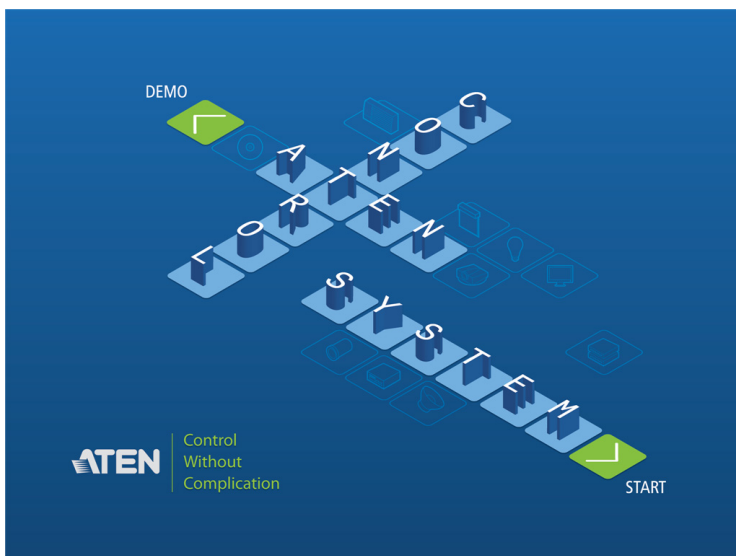 DEMO
ATEN
CONTROL
SYSTEM
START
ATEN
Control
Without
Complication